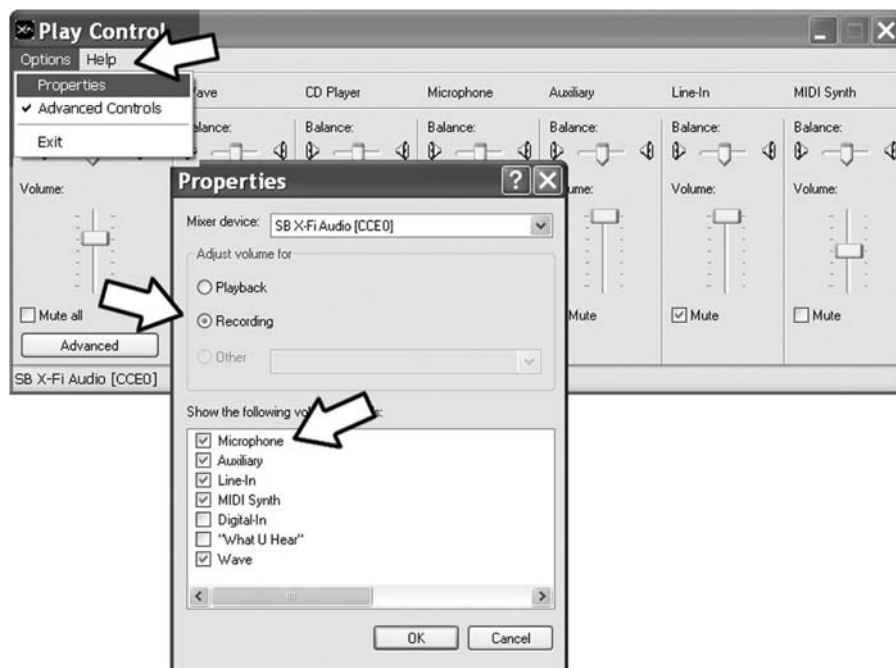 Play Control
Options Help
Properties
Advanced Controls
Exit
CD Player
Microphone
Auxiliary
Line-In
MIDI Synth
Balance:
Balance:
Balance:
Balance:
Balance:
Volume:
Volume:
Volume:
Mute all
Mute
Mute
Mute
Advanced
SB X-Fi Audio [CCE0]
Properties
Mixer device: SB X-Fi Audio [CCE0]
Adjust volume for
Playback
Recording
Other
Show the following
Microphone
Auxiliary
Line-In
MIDI Synth
Digital-In
"What U Hear"
Wave
OK Cancel